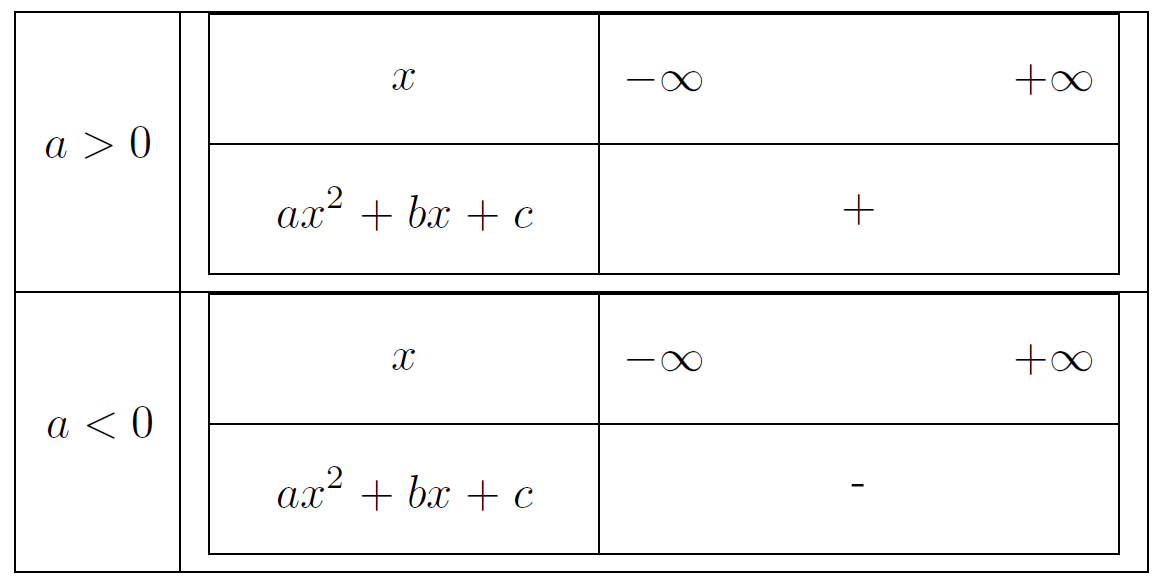 x −∞ +∞
a > 0
ax² + bx + c +
x −∞ +∞
a < 0
ax² + bx + c -